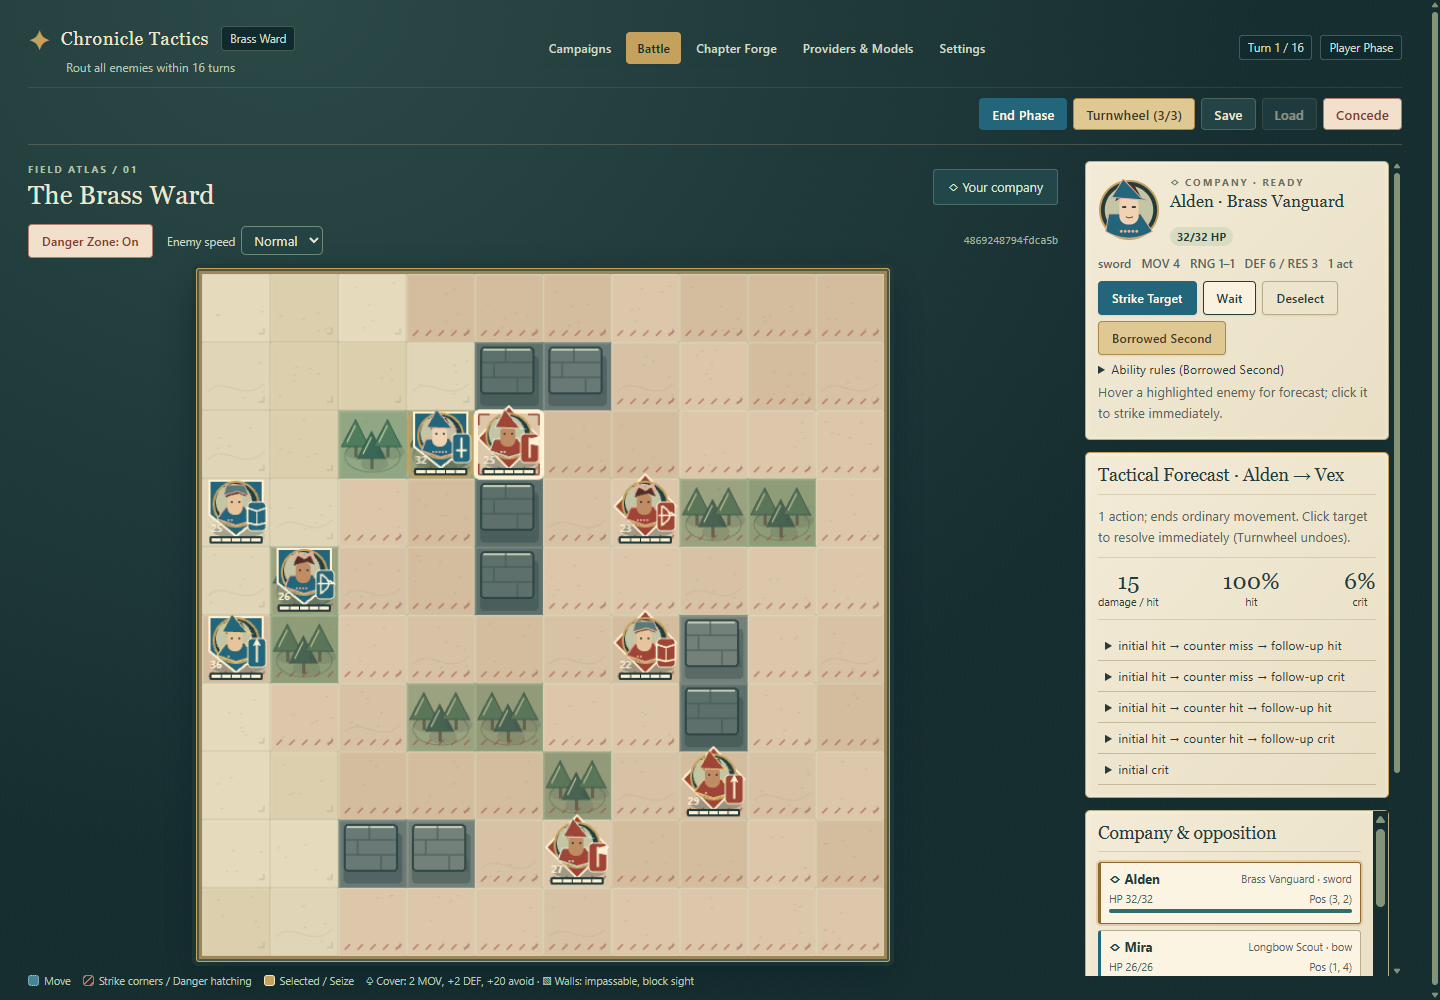 Chronicle Tactics
Brass Ward
Rout all enemies within 16 turns
Campaigns
Battle
Chapter Forge
Providers & Models
Settings
Turn 1 / 16
Player Phase
End Phase
Turnwheel (3/3)
Save
Load
Concede
FIELD ATLAS / 01
The Brass Ward
◇ Your company
Danger Zone: On
Enemy speed
Normal
4869248794fdca5b
32
25
23
26
36
22
29
27
Move
Strike corners / Danger hatching
Selected / Seize
Cover: 2 MOV, +2 DEF, +20 avoid · Walls: impassable, block sight
◇ COMPANY · READY
Alden · Brass Vanguard
32/32 HP
sword MOV 4 RNG 1–1 DEF 6 / RES 3 1 act
Strike Target
Wait
Deselect
Borrowed Second
Ability rules (Borrowed Second)
Hover a highlighted enemy for forecast; click it
to strike immediately.
Tactical Forecast · Alden → Vex
1 action; ends ordinary movement. Click target
to resolve immediately (Turnwheel undoes).
15
damage / hit
100%
hit
6%
crit
initial hit → counter miss → follow-up hit
initial hit → counter miss → follow-up crit
initial hit → counter hit → follow-up hit
initial hit → counter hit → follow-up crit
initial crit
Company & opposition
◇ Alden
Brass Vanguard · sword
HP 32/32
Pos (3, 2)
◇ Mira
Longbow Scout · bow
HP 26/26
Pos (1, 4)